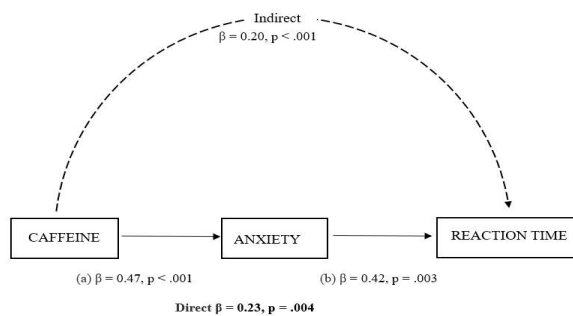 Indirect
β = 0.20, p < .001
CAFFEINE
ANXIETY
REACTION TIME
(a) β = 0.47, p < .001
(b) β = 0.42, p = .003
Direct β = 0.23, p = .004